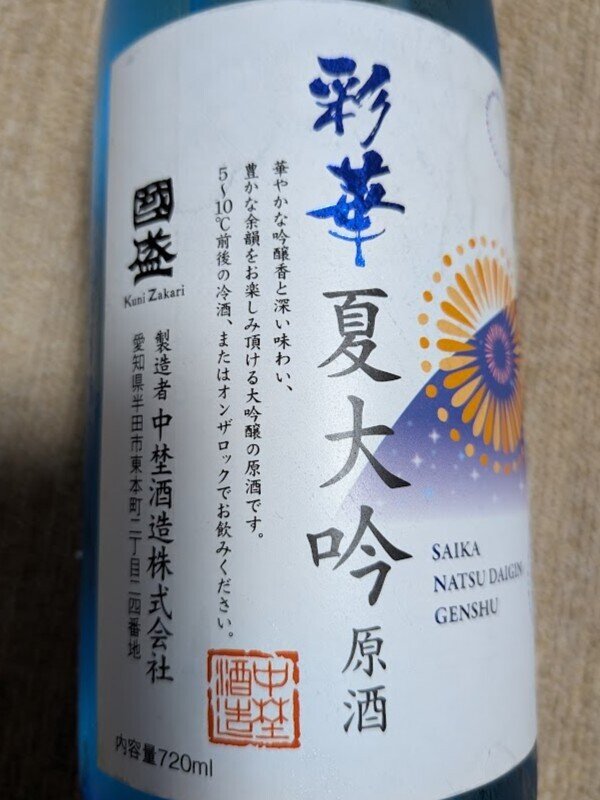 彩華
夏大吟
原酒
SAIKA
NATSU DAIGIN
GENSHU
華やかな吟醸香と深い味わい、
豊かな余韻をお楽しみ頂ける大吟醸の原酒です。
5〜10℃前後の冷酒、またはオンザロックでお飲みください。
國盛
Kuni Zakari
製造者 中埜酒造株式会社
愛知県半田市東本町二丁目二四番地
中埜
酒造
内容量720ml